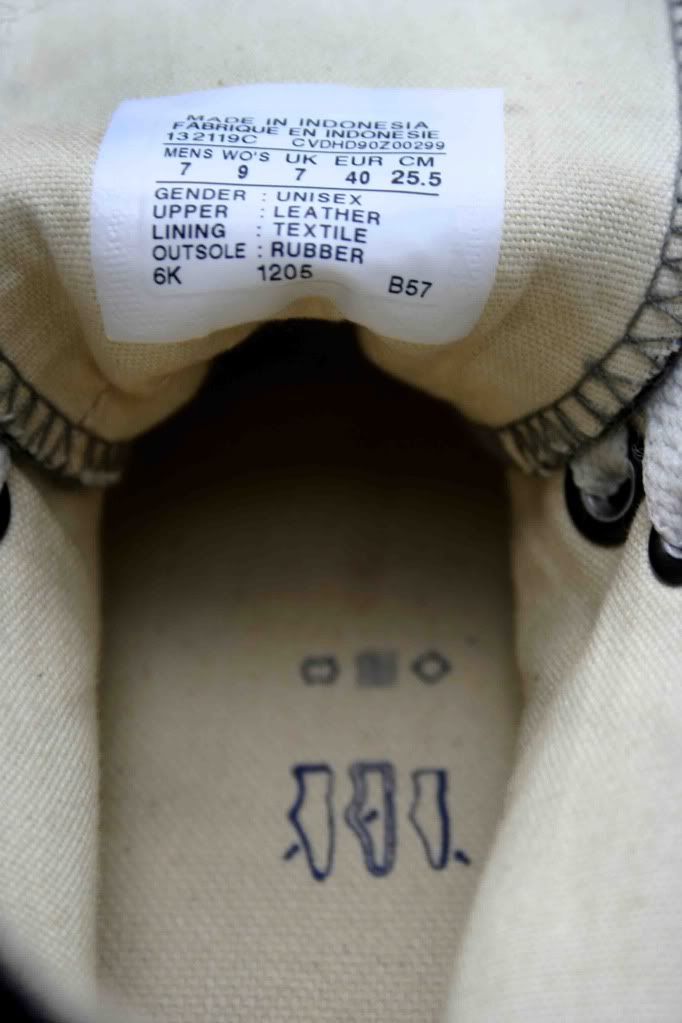 MADE IN INDONESIA
FABRIQUE EN INDONESIE
132119C CVDHD90Z00299
MENS WO'S UK EUR CM
7 9 7 40 25.5
GENDER : UNISEX
UPPER : LEATHER
LINING : TEXTILE
OUTSOLE : RUBBER
6K 1205 B57